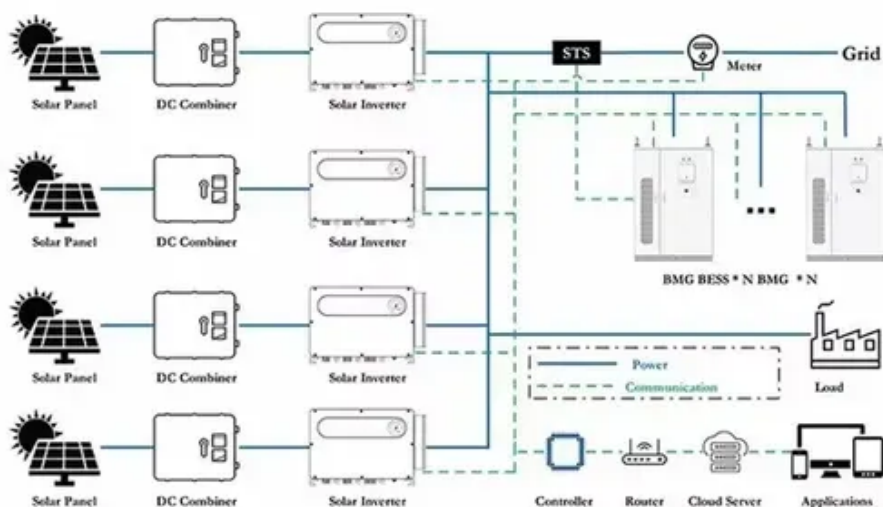 STS
Meter
Grid
Solar Panel
DC Combiner
Solar Inverter
Solar Panel
DC Combiner
Solar Inverter
BMG BESS * N BMG * N
Solar Panel
DC Combiner
Solar Inverter
Power
Communication
Load
Solar Panel
DC Combiner
Solar Inverter
Controller
Router
Cloud Server
Applications